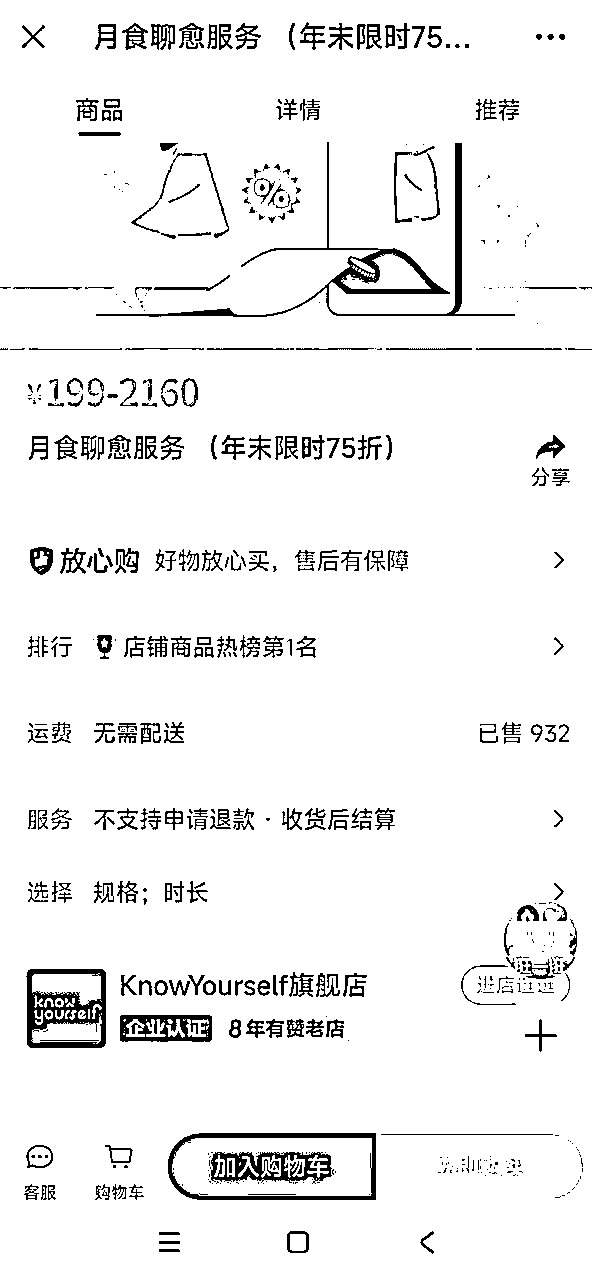 月食聊愈服务 （年末限时75...
商品 详情 推荐
%
¥199-2160
月食聊愈服务 （年末限时75折）
分享
放心购 好物放心买，售后有保障
排行 店铺商品热榜第1名
运费 无需配送 已售 932
服务 不支持申请退款 · 收货后结算
选择 规格；时长
逛一逛
know yourself
KnowYourself旗舰店
进店逛逛
企业认证 8年有赞老店
客服 购物车 加入购物车